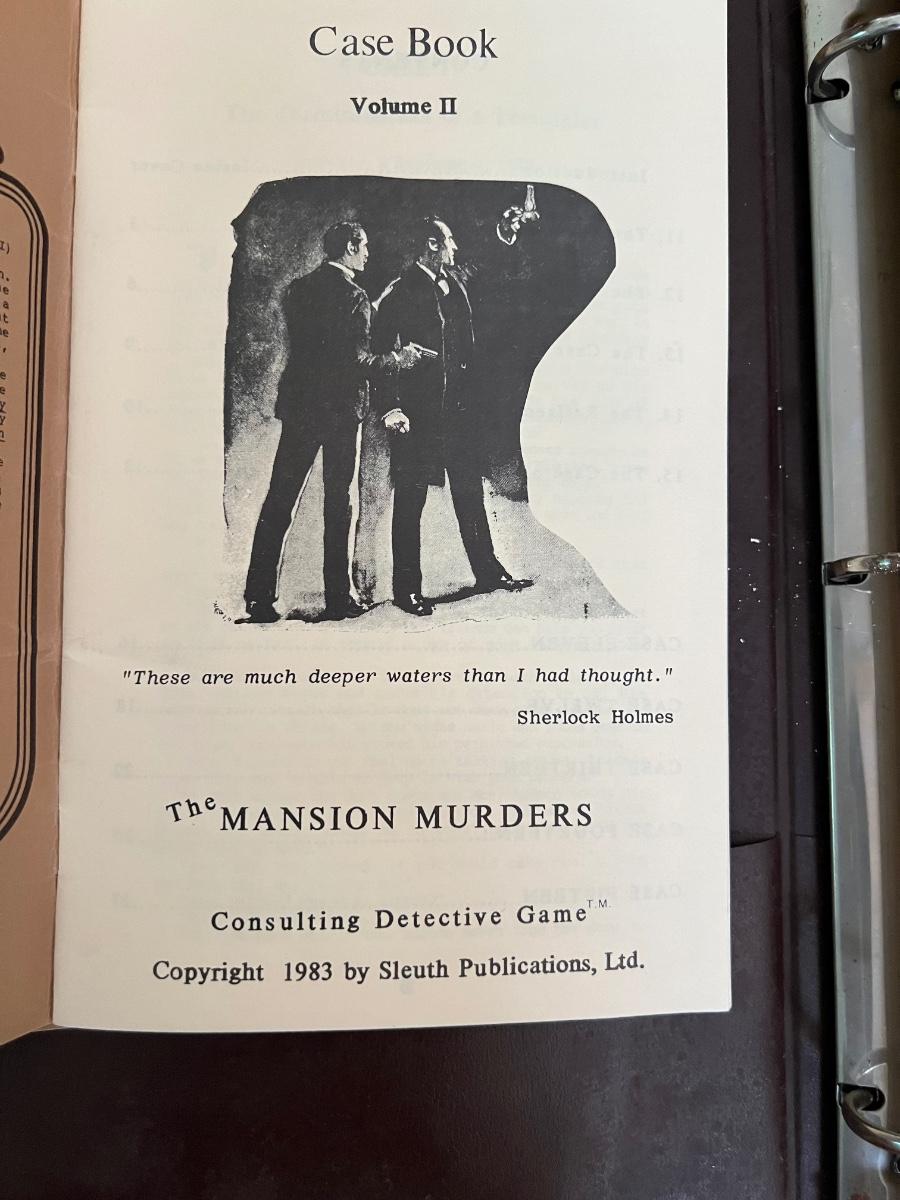 Case Book
Volume II
"These are much deeper waters than I had thought."
Sherlock Holmes
The MANSION MURDERS
Consulting Detective Game T.M.
Copyright 1983 by Sleuth Publications, Ltd.